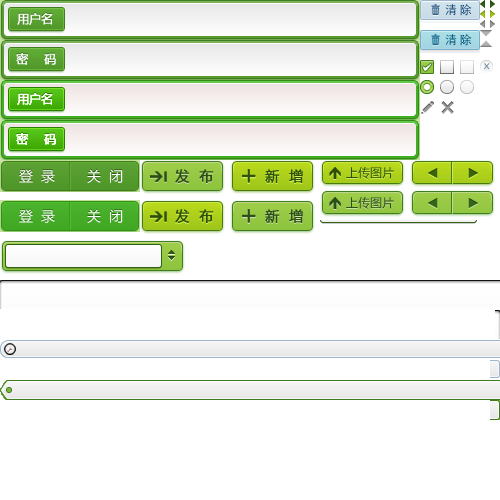 用户名
清 除
密 码
清 除
用户名
密 码
登 录 关 闭 发 布 新 增 上传图片
上传图片
登 录 关 闭 发 布 新 增